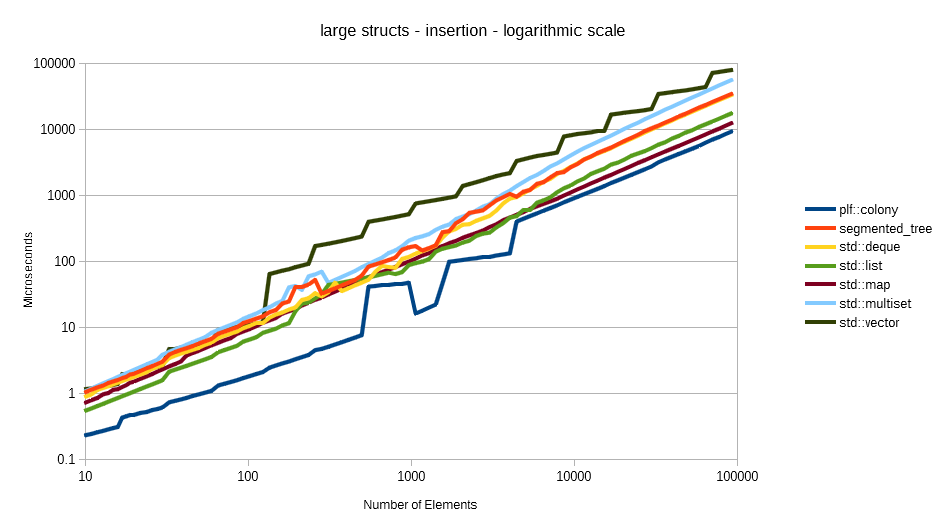 large structs - insertion - logarithmic scale
100000
10000
1000
100
10
1
0.1
Microseconds
10
100
1000
10000
100000
Number of Elements
plf::colony
segmented_tree
std::deque
std::list
std::map
std::multiset
std::vector